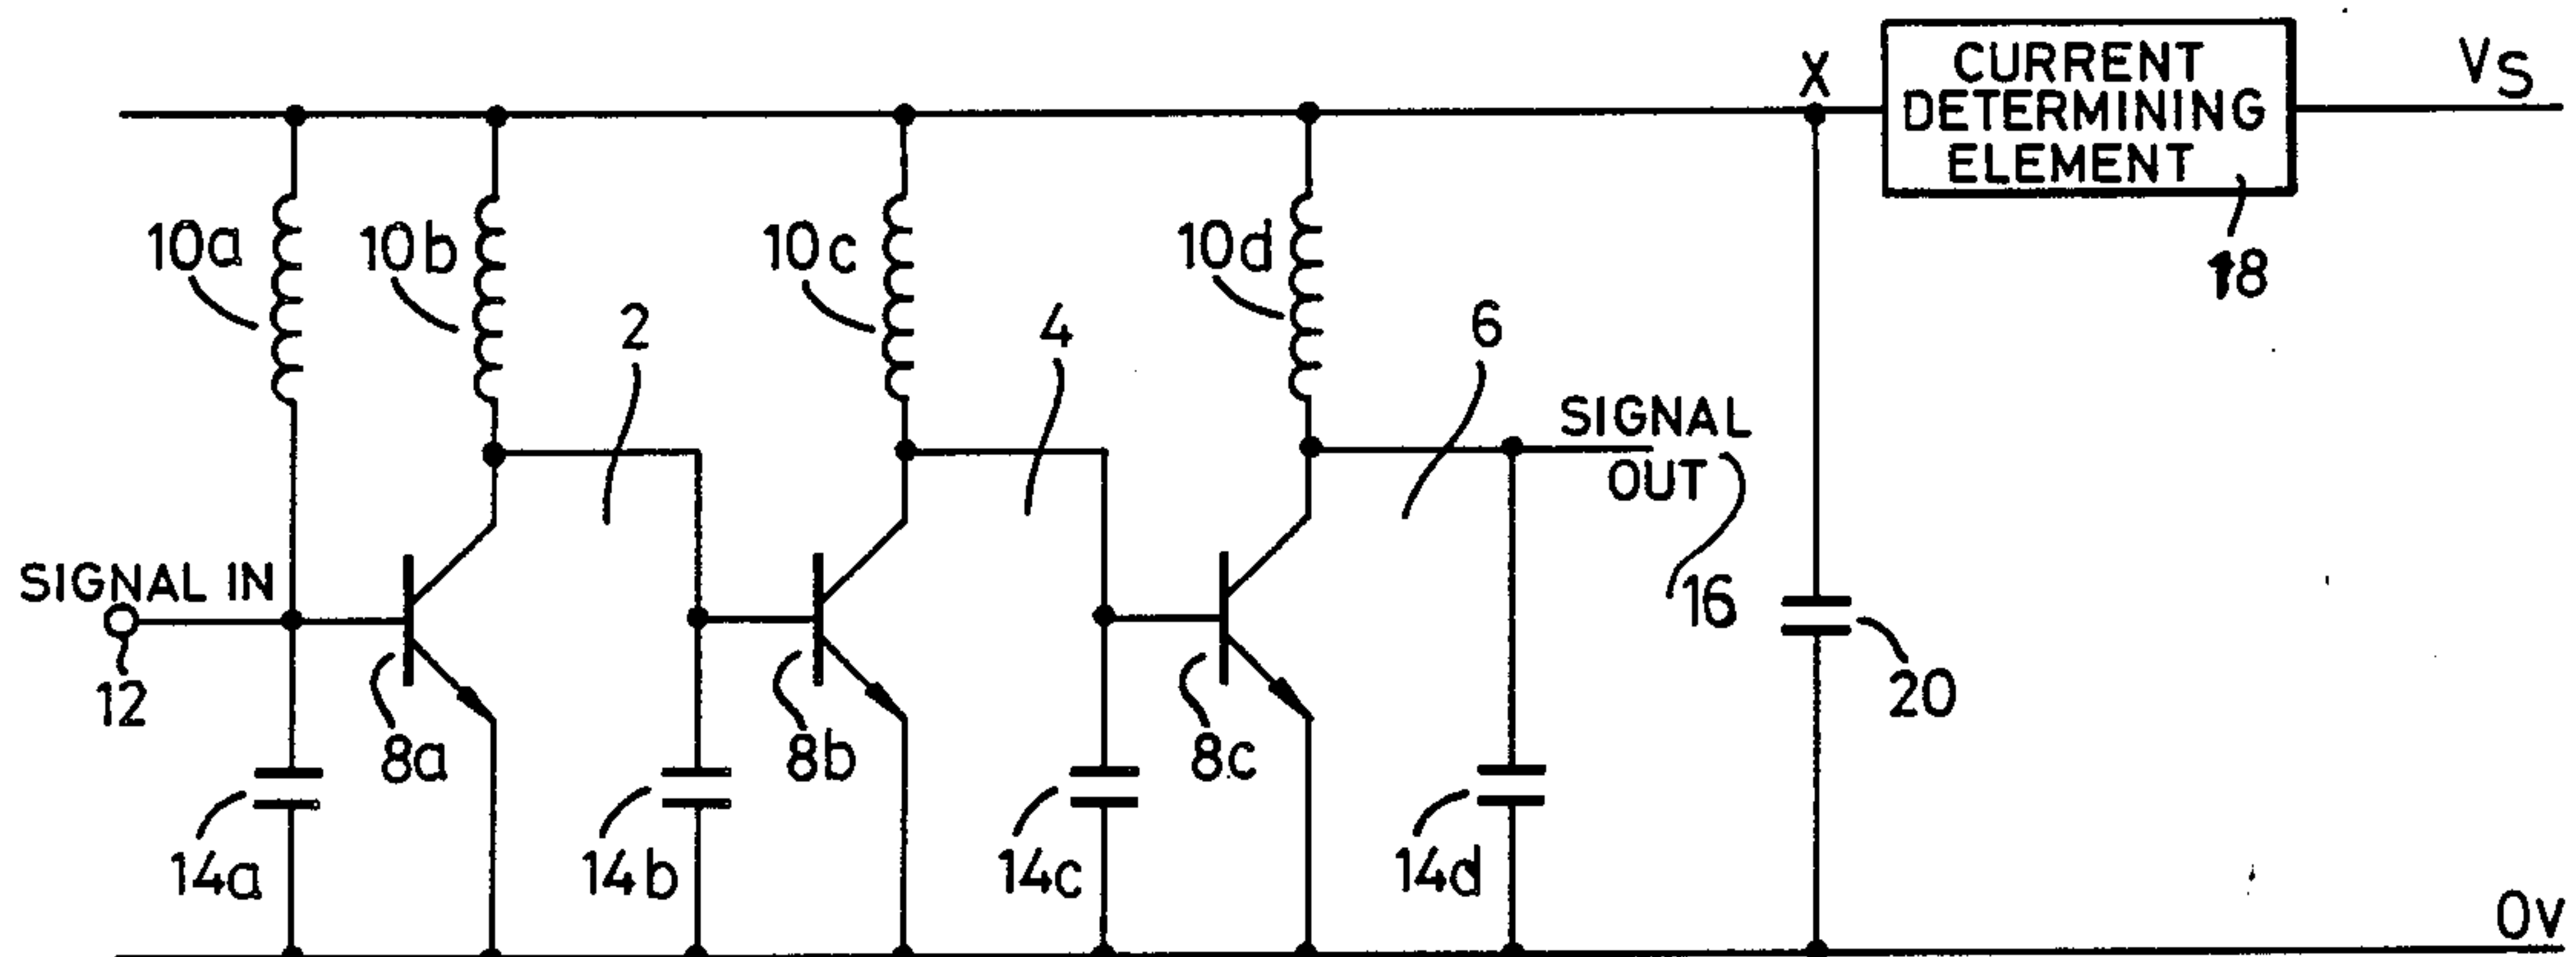 X
CURRENT
DETERMINING
ELEMENT
VS
10a
10b
10c
10d
18
2
4
6
SIGNAL
OUT
SIGNAL IN
16
12
8a
8b
8c
20
14a
14b
14c
14d
0v